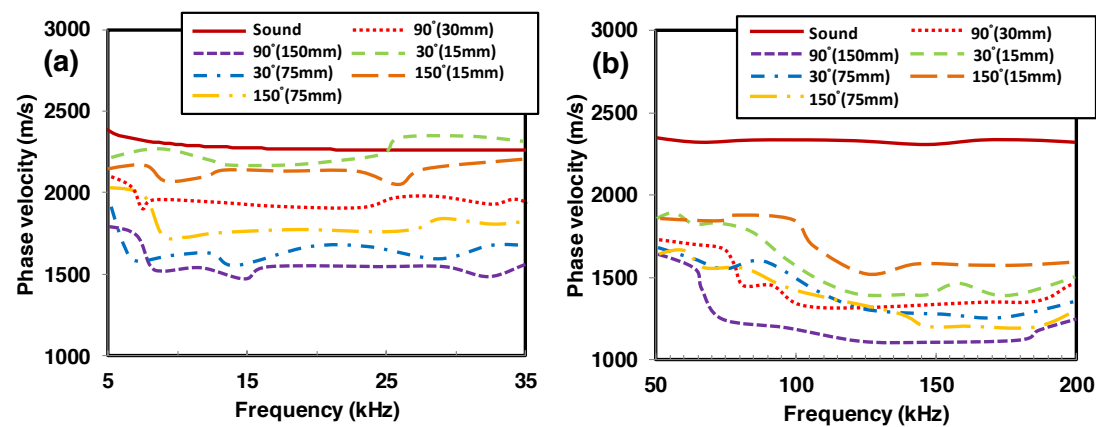 (a)
Phase velocity (m/s)
3000
2500
2000
1500
1000
Sound
90°(30mm)
90°(150mm)
30°(15mm)
30°(75mm)
150°(15mm)
150°(75mm)
5
15
25
35
Frequency (kHz)
(b)
Phase velocity (m/s)
3000
2500
2000
1500
1000
Sound
90°(30mm)
90°(150mm)
30°(15mm)
30°(75mm)
150°(15mm)
150°(75mm)
50
100
150
200
Frequency (kHz)